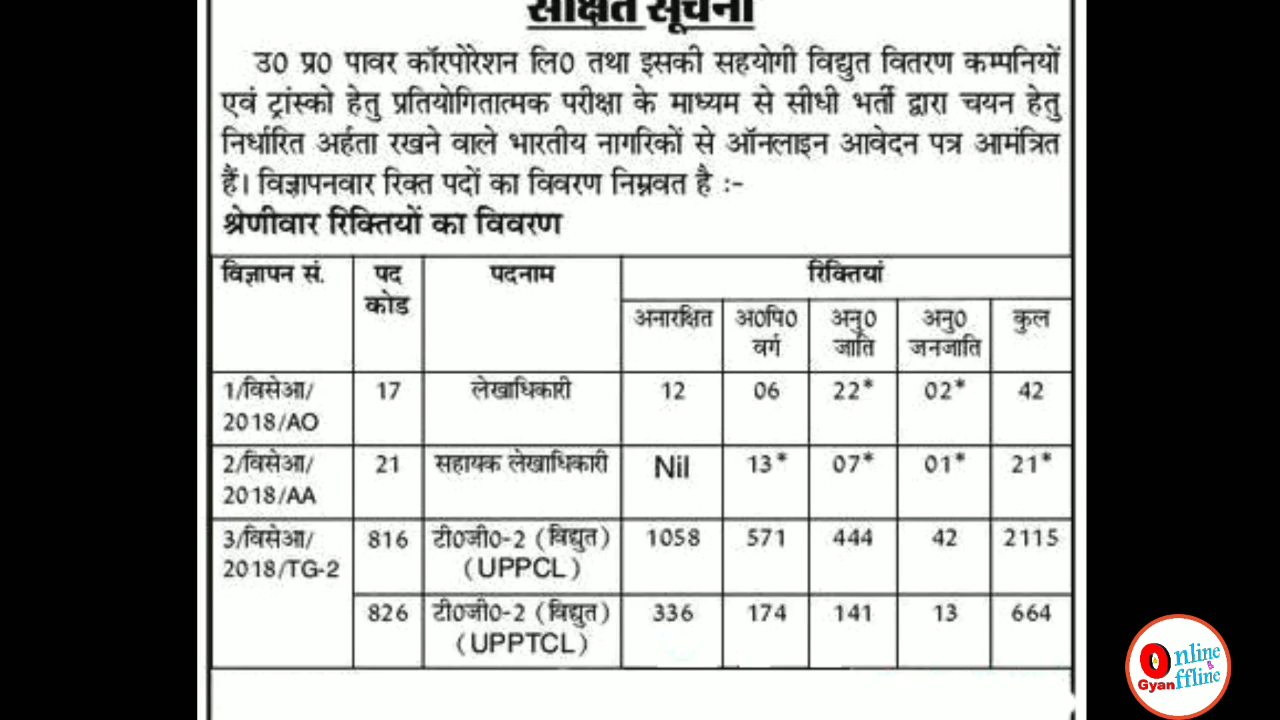 संक्षिप्त सूचना
उ0 प्र0 पावर कॉरपोरेशन लि0 तथा इसकी सहयोगी विद्युत वितरण कम्पनियों
एवं ट्रांस्को हेतु प्रतियोगितात्मक परीक्षा के माध्यम से सीधी भर्ती द्वारा चयन हेतु
निर्धारित अर्हता रखने वाले भारतीय नागरिकों से ऑनलाइन आवेदन पत्र आमंत्रित
हैं। विज्ञापनवार रिक्त पदों का विवरण निम्नवत है :-
श्रेणीवार रिक्तियों का विवरण
विज्ञापन सं. पद पदनाम रिक्तियां
कोड
अनारक्षित अ0पि0 अनु0 अनु0 कुल
वर्ग जाति जनजाति
1/विसेआ/ 17 लेखाधिकारी 12 06 22* 02* 42
2018/AO
2/विसेआ/ 21 सहायक लेखाधिकारी Nil 13* 07* 01* 21*
2018/AA
3/विसेआ/ 816 टी0जी0-2 (विद्युत) 1058 571 444 42 2115
2018/TG-2 (UPPCL)
826 टी0जी0-2 (विद्युत) 336 174 141 13 664
(UPPTCL)
Online
&
Gyan ffline